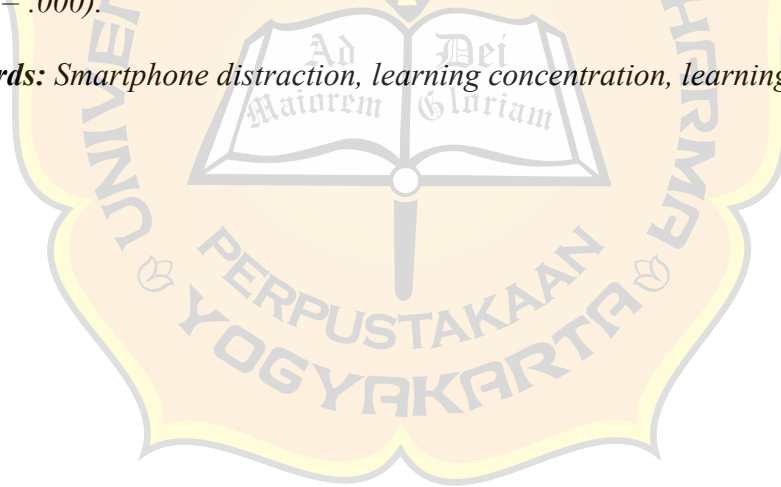 = .000).
Ad Dei
rds: Smartphone distraction, learning concentration, learning
Maiorem Gloriam
PERPUSTAKAAN
YOGYAKARTA